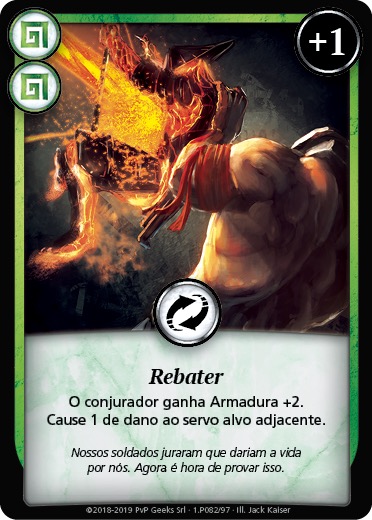 +1
Rebater
O conjurador ganha Armadura +2.
Cause 1 de dano ao servo alvo adjacente.
Nossos soldados juraram que dariam a vida
por nós. Agora é hora de provar isso.
©2018-2019 PvP Geeks Srl · 1.P082/97 · Ill. Jack Kaiser